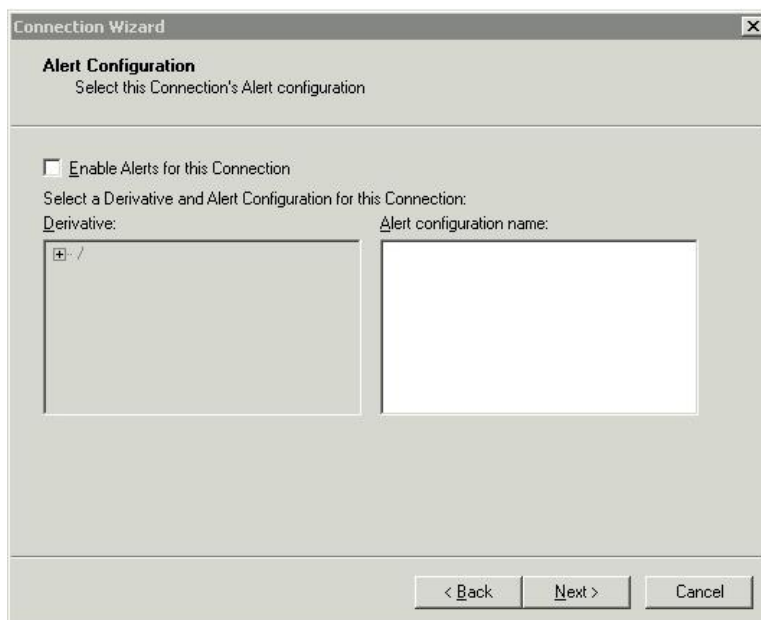 Connection Wizard
Alert Configuration
Select this Connection's Alert configuration
Enable Alerts for this Connection
Select a Derivative and Alert Configuration for this Connection:
Derivative:
Alert configuration name:
/
< Back
Next >
Cancel